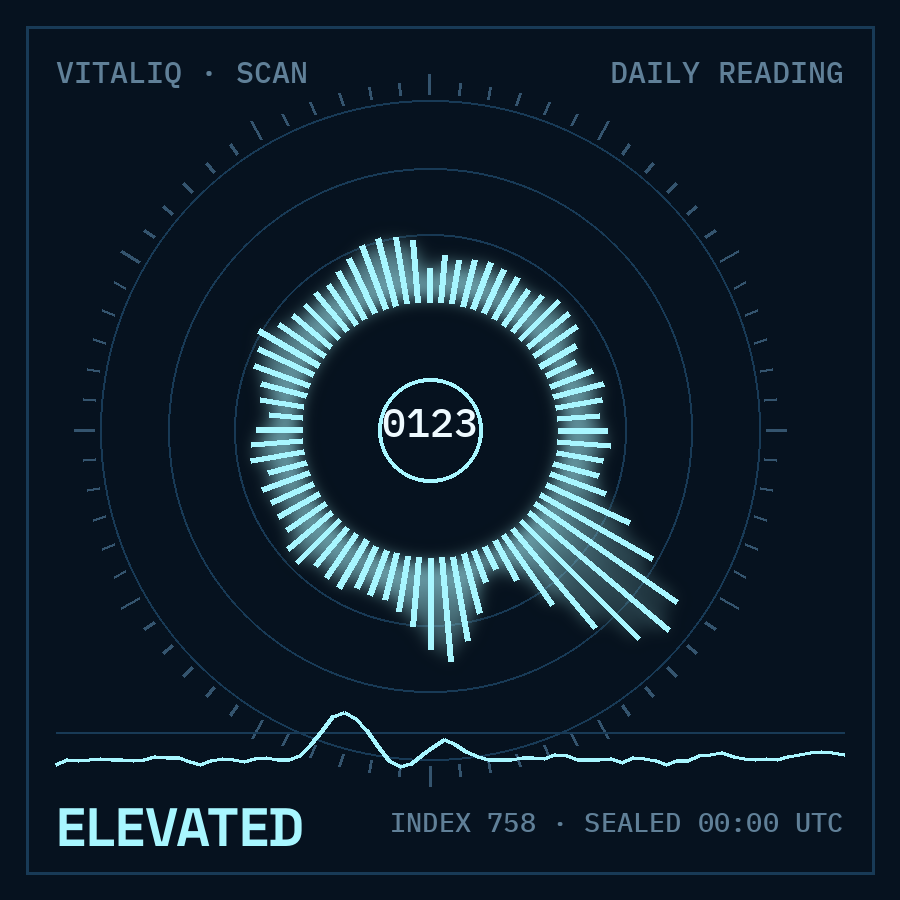 VITALIQ · SCAN
DAILY READING
0123
ELEVATED
INDEX 758 · SEALED 00:00 UTC